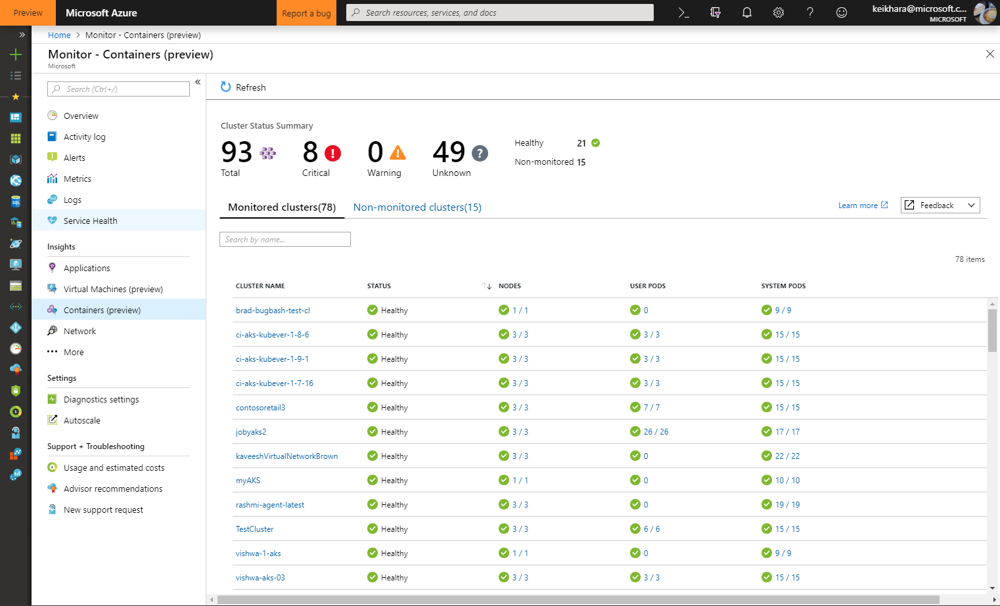 Preview
Microsoft Azure
Report a bug
Search resources, services, and docs
keikhara@microsoft.c...
MICROSOFT
Home > Monitor - Containers (preview)
Monitor - Containers (preview)
Microsoft
Search (Ctrl+/)
Overview
Activity log
Alerts
Metrics
Logs
Service Health
Insights
Applications
Virtual Machines (preview)
Containers (preview)
Network
More
Settings
Diagnostics settings
Autoscale
Support + Troubleshooting
Usage and estimated costs
Advisor recommendations
New support request
Refresh
Cluster Status Summary
93 8 0 49
Total Critical Warning Unknown
Healthy 21
Non-monitored 15
Monitored clusters(78) Non-monitored clusters(15)
Learn more
Feedback
Search by name...
78 items
CLUSTER NAME STATUS NODES USER PODS SYSTEM PODS
brad-bugbash-test-cl Healthy 1 / 1 0 9 / 9
ci-aks-kubever-1-8-6 Healthy 3 / 3 3 / 3 15 / 15
ci-aks-kubever-1-9-1 Healthy 3 / 3 3 / 3 15 / 15
ci-aks-kubever-1-7-16 Healthy 3 / 3 3 / 3 15 / 15
contosoretail3 Healthy 3 / 3 7 / 7 15 / 15
jobyaks2 Healthy 3 / 3 26 / 26 17 / 17
kaveeshVirtualNetworkBrown Healthy 3 / 3 0 22 / 22
myAKS Healthy 1 / 1 0 10 / 10
rashmi-agent-latest Healthy 3 / 3 0 19 / 19
TestCluster Healthy 3 / 3 6 / 6 15 / 15
vishwa-1-aks Healthy 1 / 1 0 9 / 9
vishwa-aks-03 Healthy 3 / 3 3 / 3 15 / 15